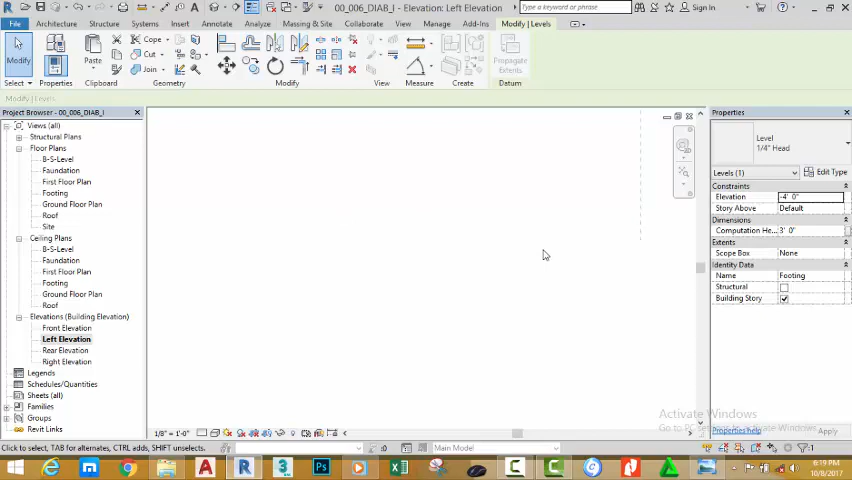 00_006_DIAB_I - Elevation: Left Elevation
Type a keyword or phrase
Sign In
File Architecture Structure Systems Insert Annotate Analyze Massing & Site Collaborate View Manage Add-Ins Modify | Levels
Modify
Select
Properties
Paste
Clipboard
Cope
Cut
Join
Geometry
Modify
View
Measure
Create
Propagate
Extents
Datum
Modify | Levels
Project Browser - 00_006_DIAB_I
Views (all)
Structural Plans
Floor Plans
B-S-Level
Foundation
First Floor Plan
Footing
Ground Floor Plan
Roof
Site
Ceiling Plans
B-S-Level
Foundation
First Floor Plan
Footing
Ground Floor Plan
Roof
Elevations (Building Elevation)
Front Elevation
Left Elevation
Rear Elevation
Right Elevation
Legends
Schedules/Quantities
Sheets (all)
Families
Groups
Revit Links
Properties
Level
1/4" Head
Levels (1)
Edit Type
Constraints
Elevation -4' 0"
Story Above Default
Dimensions
Computation He... 3' 0"
Extents
Scope Box None
Identity Data
Name Footing
Structural
Building Story
Activate Windows
Go to PC settings to activate Windows.
Properties help
Apply
1/8" = 1'-0"
Click to select, TAB for alternates, CTRL adds, SHIFT unselects.
:0
Main Model
:1
6:19 PM
10/8/2017